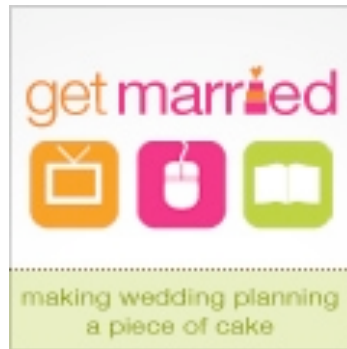 get married
making wedding planning
a piece of cake